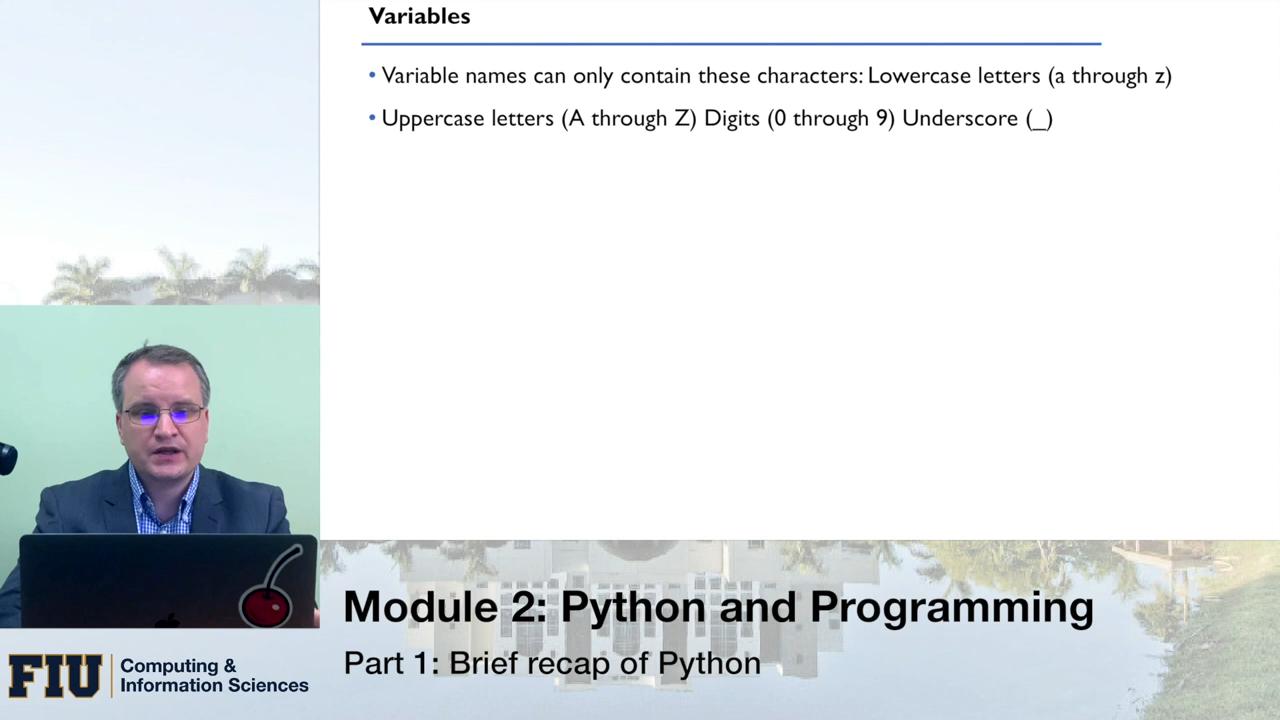 Variables
• Variable names can only contain these characters: Lowercase letters (a through z)
• Uppercase letters (A through Z) Digits (0 through 9) Underscore (_)
Module 2: Python and Programming
Part 1: Brief recap of Python
FIU
Computing &
Information Sciences